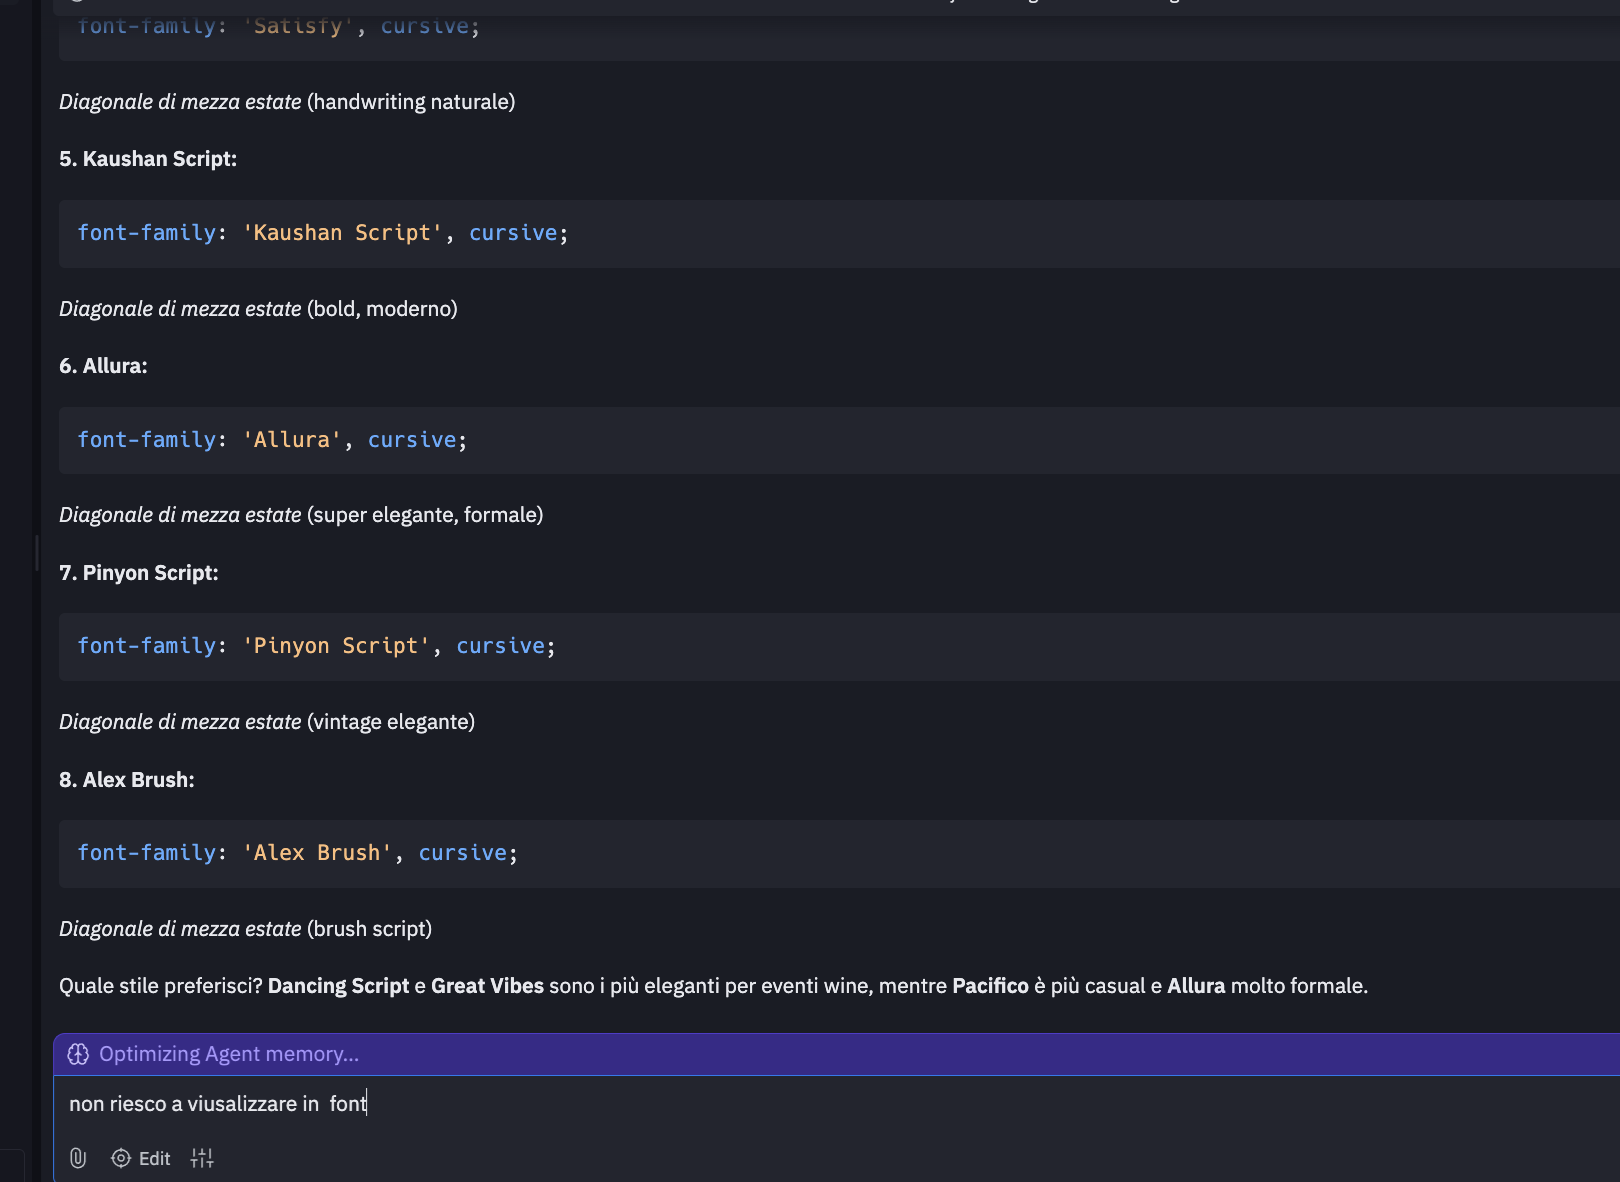 font-family: 'Satisfy', cursive;
Diagonale di mezza estate (handwriting naturale)
5. Kaushan Script:
font-family: 'Kaushan Script', cursive;
Diagonale di mezza estate (bold, moderno)
6. Allura:
font-family: 'Allura', cursive;
Diagonale di mezza estate (super elegante, formale)
7. Pinyon Script:
font-family: 'Pinyon Script', cursive;
Diagonale di mezza estate (vintage elegante)
8. Alex Brush:
font-family: 'Alex Brush', cursive;
Diagonale di mezza estate (brush script)
Quale stile preferisci? Dancing Script e Great Vibes sono i più eleganti per eventi wine, mentre Pacifico è più casual e Allura molto formale.
Optimizing Agent memory...
non riesco a viusalizzare in  font
Edit